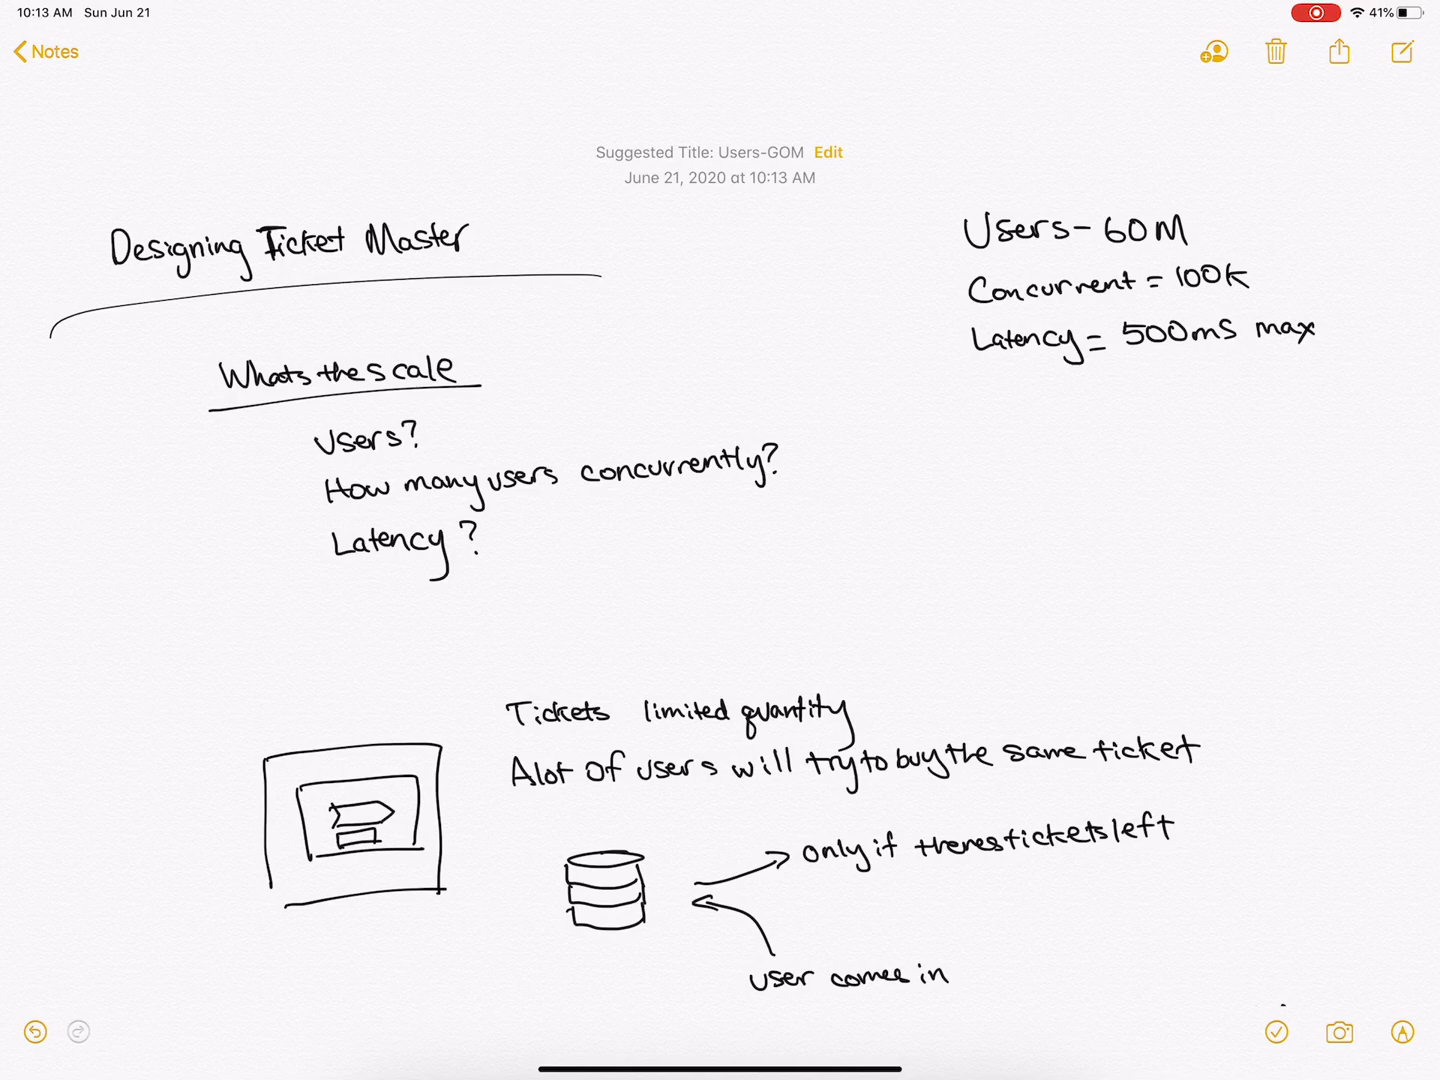 10:13 AM Sun Jun 21
41%
Notes
Suggested Title: Users-GOM Edit
June 21, 2020 at 10:13 AM
Designing Ticket Master
Users- 60M
Concurrent = 100k
Latency = 500ms max
Whats the scale
Users?
How many users concurrently?
Latency?
Tickets limited quantity
Alot of users will try to buy the same ticket
only if theres tickets left
user comes in